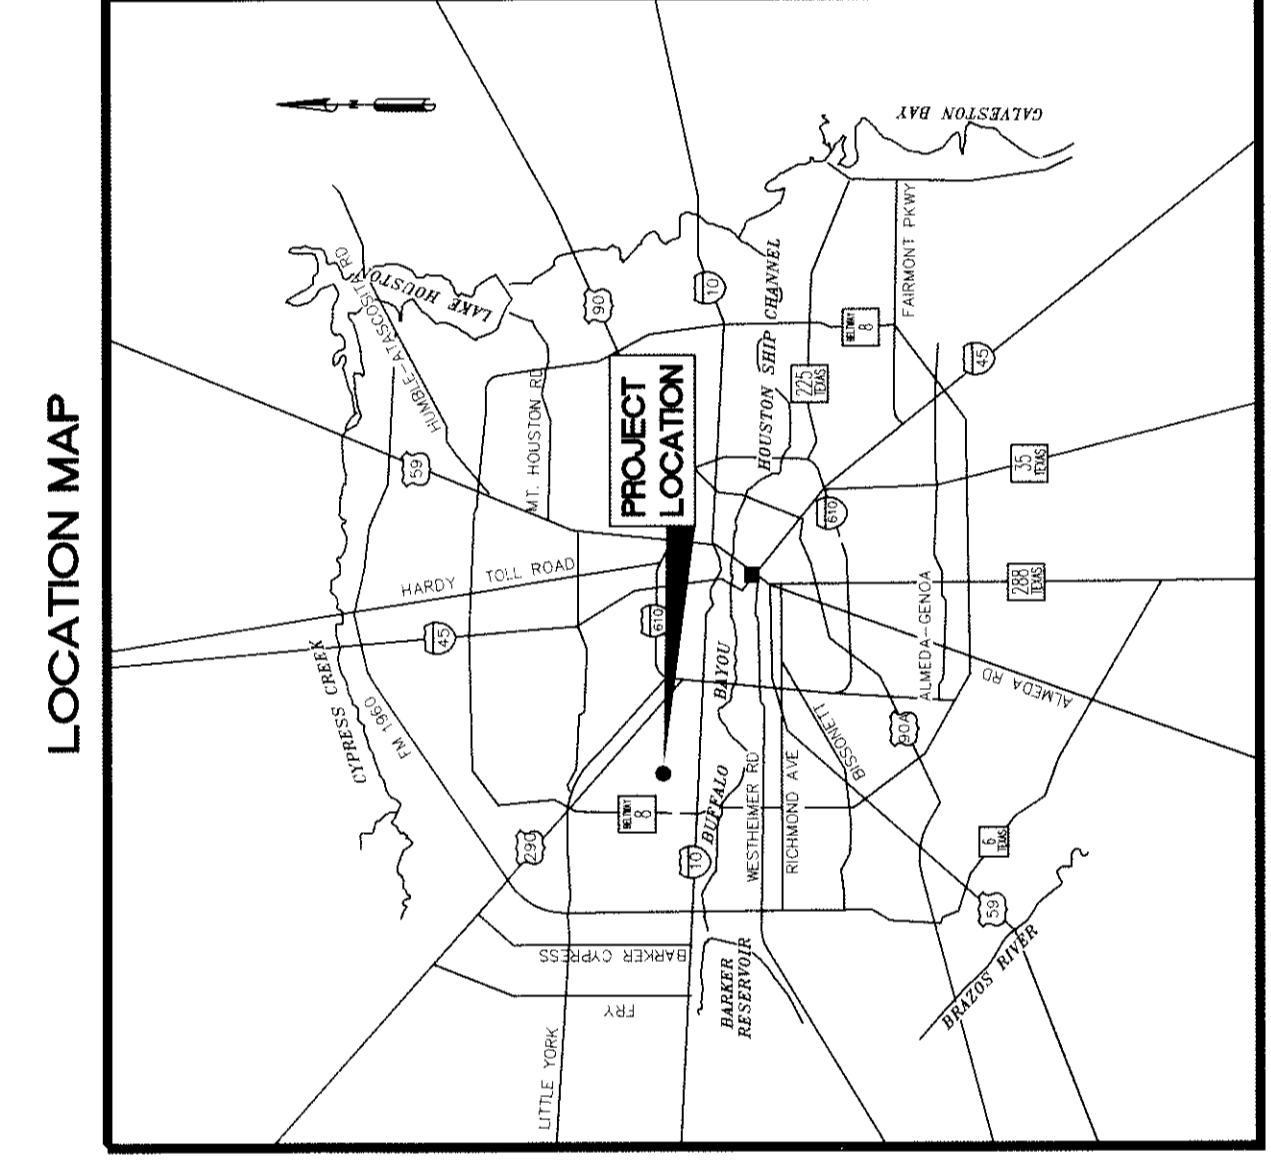 LOCATION MAP
N
GALVESTON BAY
FAIRMONT PKWY
HOUSTON SHIP CHANNEL
LAKE HOUSTON
HUMBLE-ATASCOSITA RD
MT. HOUSTON RD
90
10
BELTWAY
8
225
TEXAS
45
35
TEXAS
59
PROJECT
LOCATION
610
HARDY TOLL ROAD
288
TEXAS
610
45
ALMEDA-GENOA
ALMEDA RD
CYPRESS CREEK
FM 1960
BUFFALO BAYOU
BISSONETT
90A
WESTHEIMER RD
RICHMOND AVE
BELTWAY
8
290
10
6
TEXAS
59
BARKER CYPRESS
FRY
BARKER
RESERVOIR
BRAZOS RIVER
LITTLE YORK